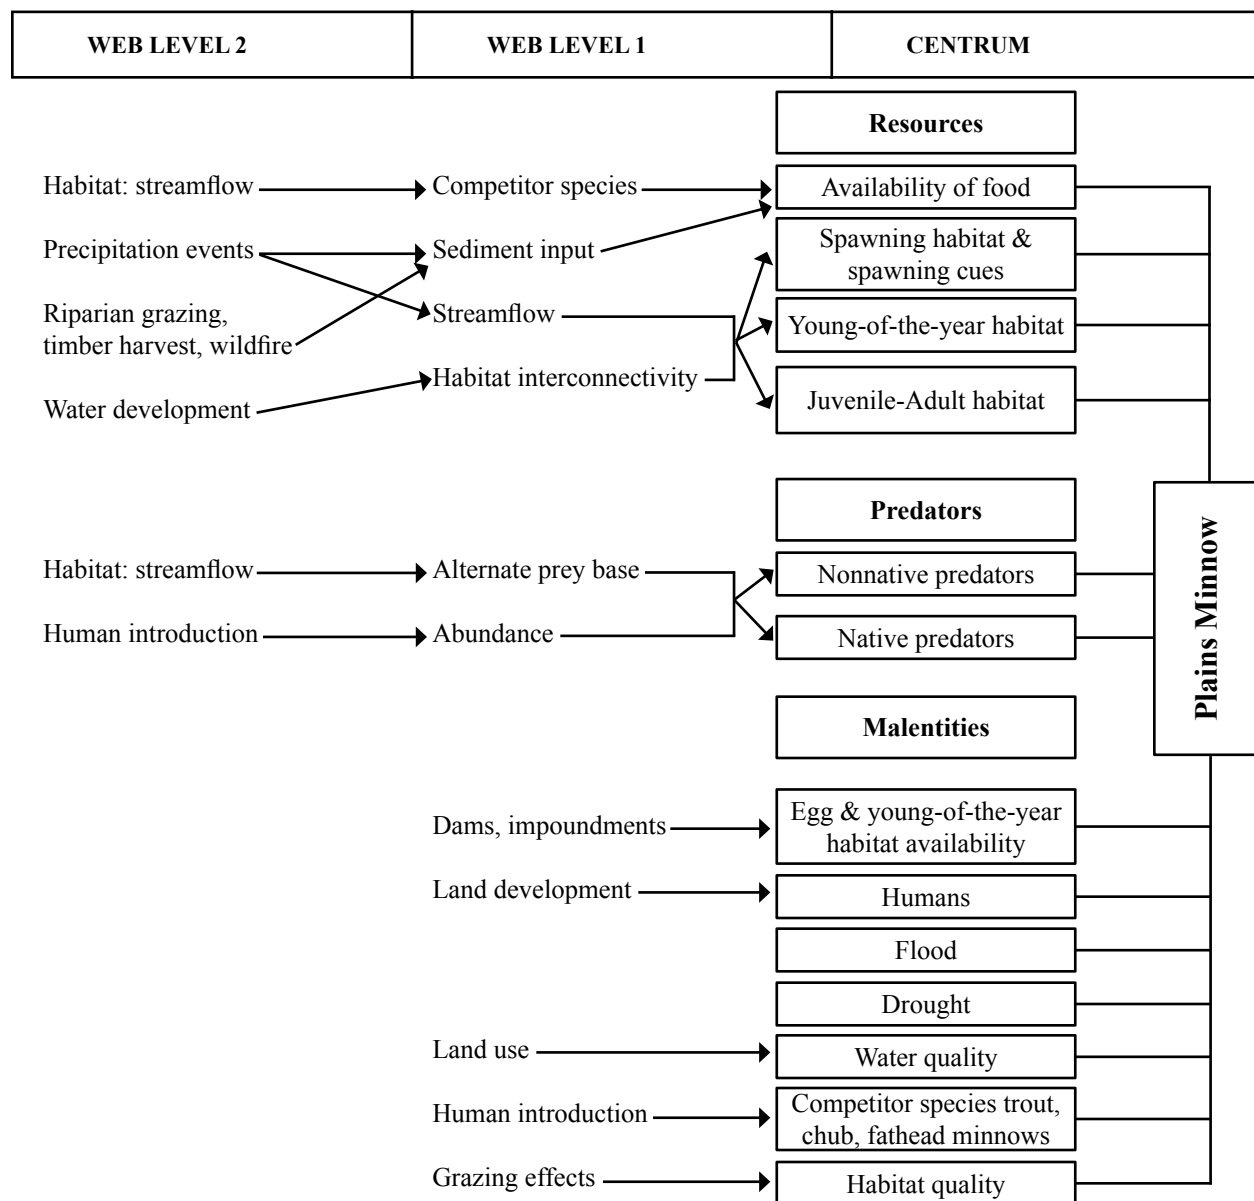 WEB LEVEL 2
WEB LEVEL 1
CENTRUM
Resources
Habitat: streamflow
Competitor species
Availability of food
Precipitation events
Sediment input
Spawning habitat &
spawning cues
Riparian grazing,
timber harvest, wildfire
Streamflow
Young-of-the-year habitat
Water development
Habitat interconnectivity
Juvenile-Adult habitat
Predators
Habitat: streamflow
Alternate prey base
Nonnative predators
Human introduction
Abundance
Native predators
Plains Minnow
Malentities
Dams, impoundments
Egg & young-of-the-year
habitat availability
Land development
Humans
Flood
Drought
Land use
Water quality
Human introduction
Competitor species trout,
chub, fathead minnows
Grazing effects
Habitat quality